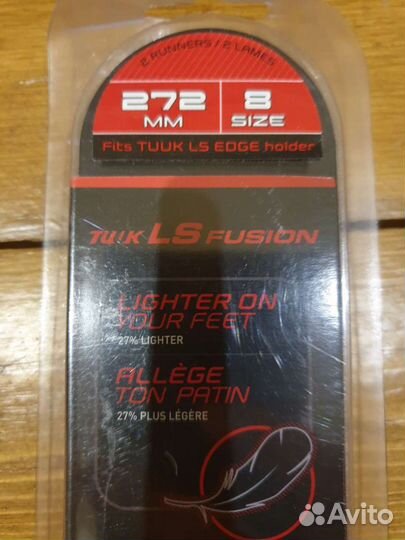 2 RUNNERS / 2 LAMES
272 MM
8 SIZE
Fits TUUK LS EDGE holder
TUUK LS FUSION
LIGHTER ON
YOUR FEET
27% LIGHTER
ALLÈGE
TON PATIN
27% PLUS LÉGÈRE
Avito